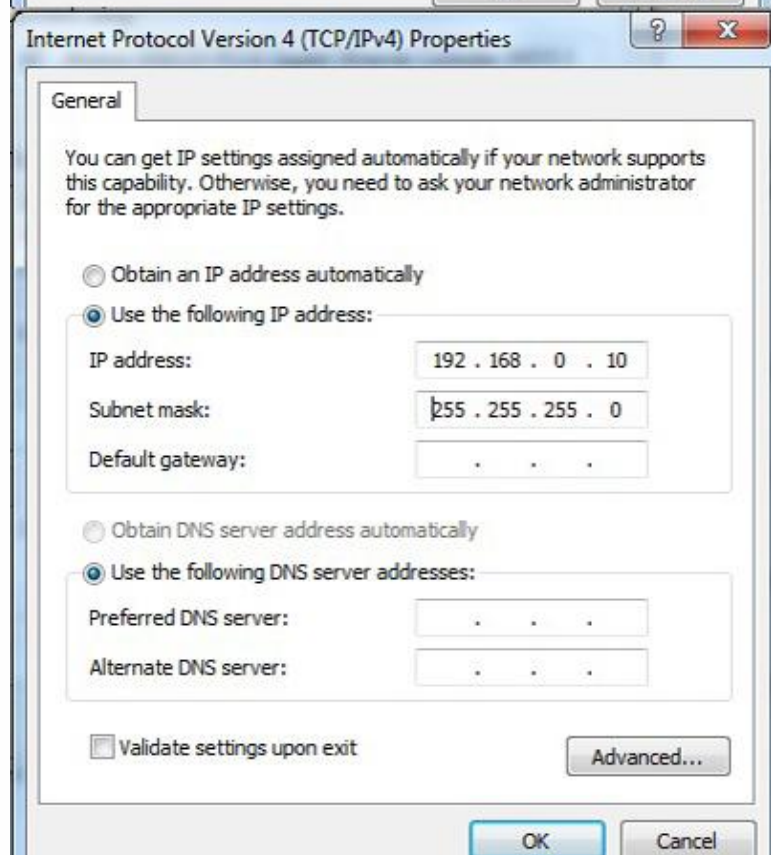 Internet Protocol Version 4 (TCP/IPv4) Properties
General
You can get IP settings assigned automatically if your network supports
this capability. Otherwise, you need to ask your network administrator
for the appropriate IP settings.
Obtain an IP address automatically
Use the following IP address:
IP address: 192 . 168 . 0 . 10
Subnet mask: 255 . 255 . 255 . 0
Default gateway: . . .
Obtain DNS server address automatically
Use the following DNS server addresses:
Preferred DNS server: . . .
Alternate DNS server: . . .
Validate settings upon exit
Advanced...
OK Cancel